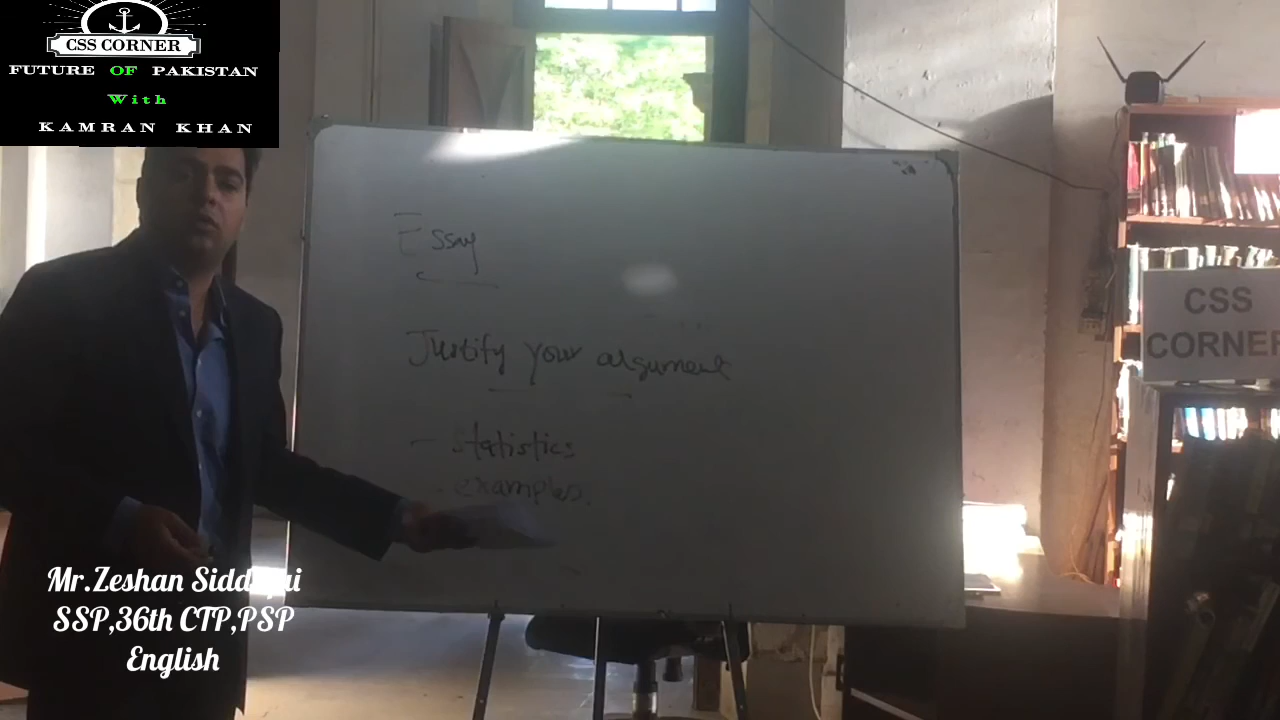 CSS CORNER
FUTURE OF PAKISTAN
With
KAMRAN KHAN
Essay
Justify your argument
- Statistics
- examples.
CSS
CORNER
Mr.Zeshan Siddiqui
SSP,36th CTP,PSP
English